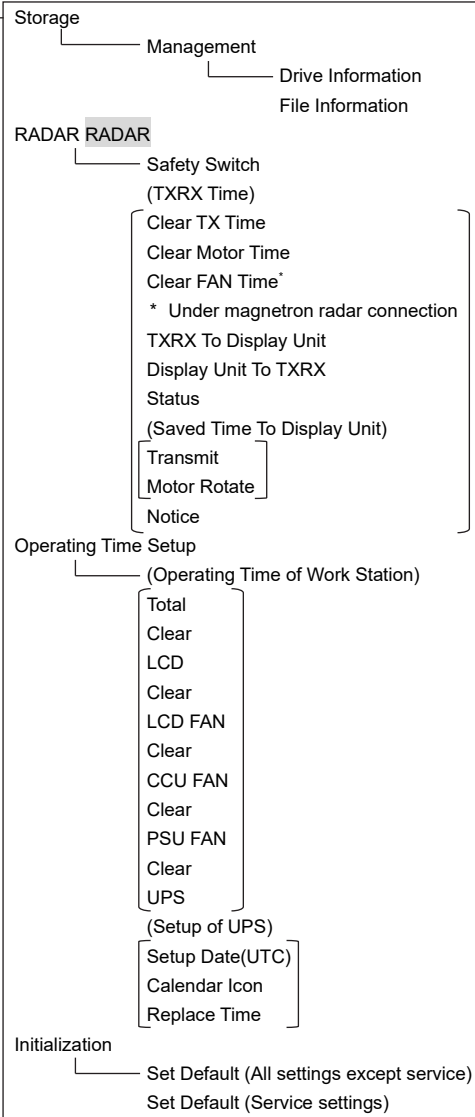 Storage
Management
Drive Information
File Information
RADAR RADAR
Safety Switch
(TXRX Time)
Clear TX Time
Clear Motor Time
Clear FAN Time*
* Under magnetron radar connection
TXRX To Display Unit
Display Unit To TXRX
Status
(Saved Time To Display Unit)
Transmit
Motor Rotate
Notice
Operating Time Setup
(Operating Time of Work Station)
Total
Clear
LCD
Clear
LCD FAN
Clear
CCU FAN
Clear
PSU FAN
Clear
UPS
(Setup of UPS)
Setup Date(UTC)
Calendar Icon
Replace Time
Initialization
Set Default (All settings except service)
Set Default (Service settings)